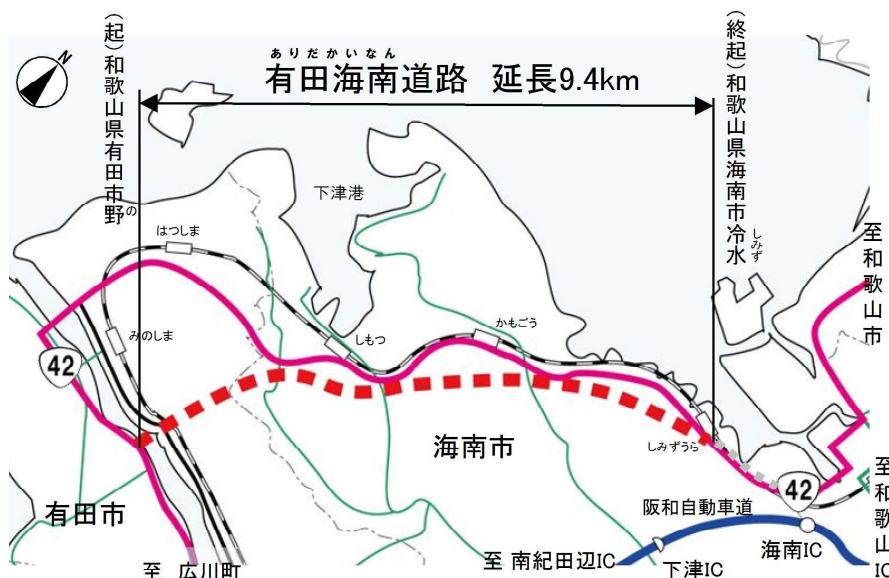 N
ありだかいなん
有田海南道路 延長9.4km
(起)和歌山県有田市野
の
(終起)和歌山県海南市冷水
しみず
下津港
はつしま
至和歌山市
みのしま
しもつ
かもごう
42
海南市
しみずうら
42
有田市
阪和自動車道
至和歌山IC
至 広川町
至 南紀田辺IC
下津IC
海南IC